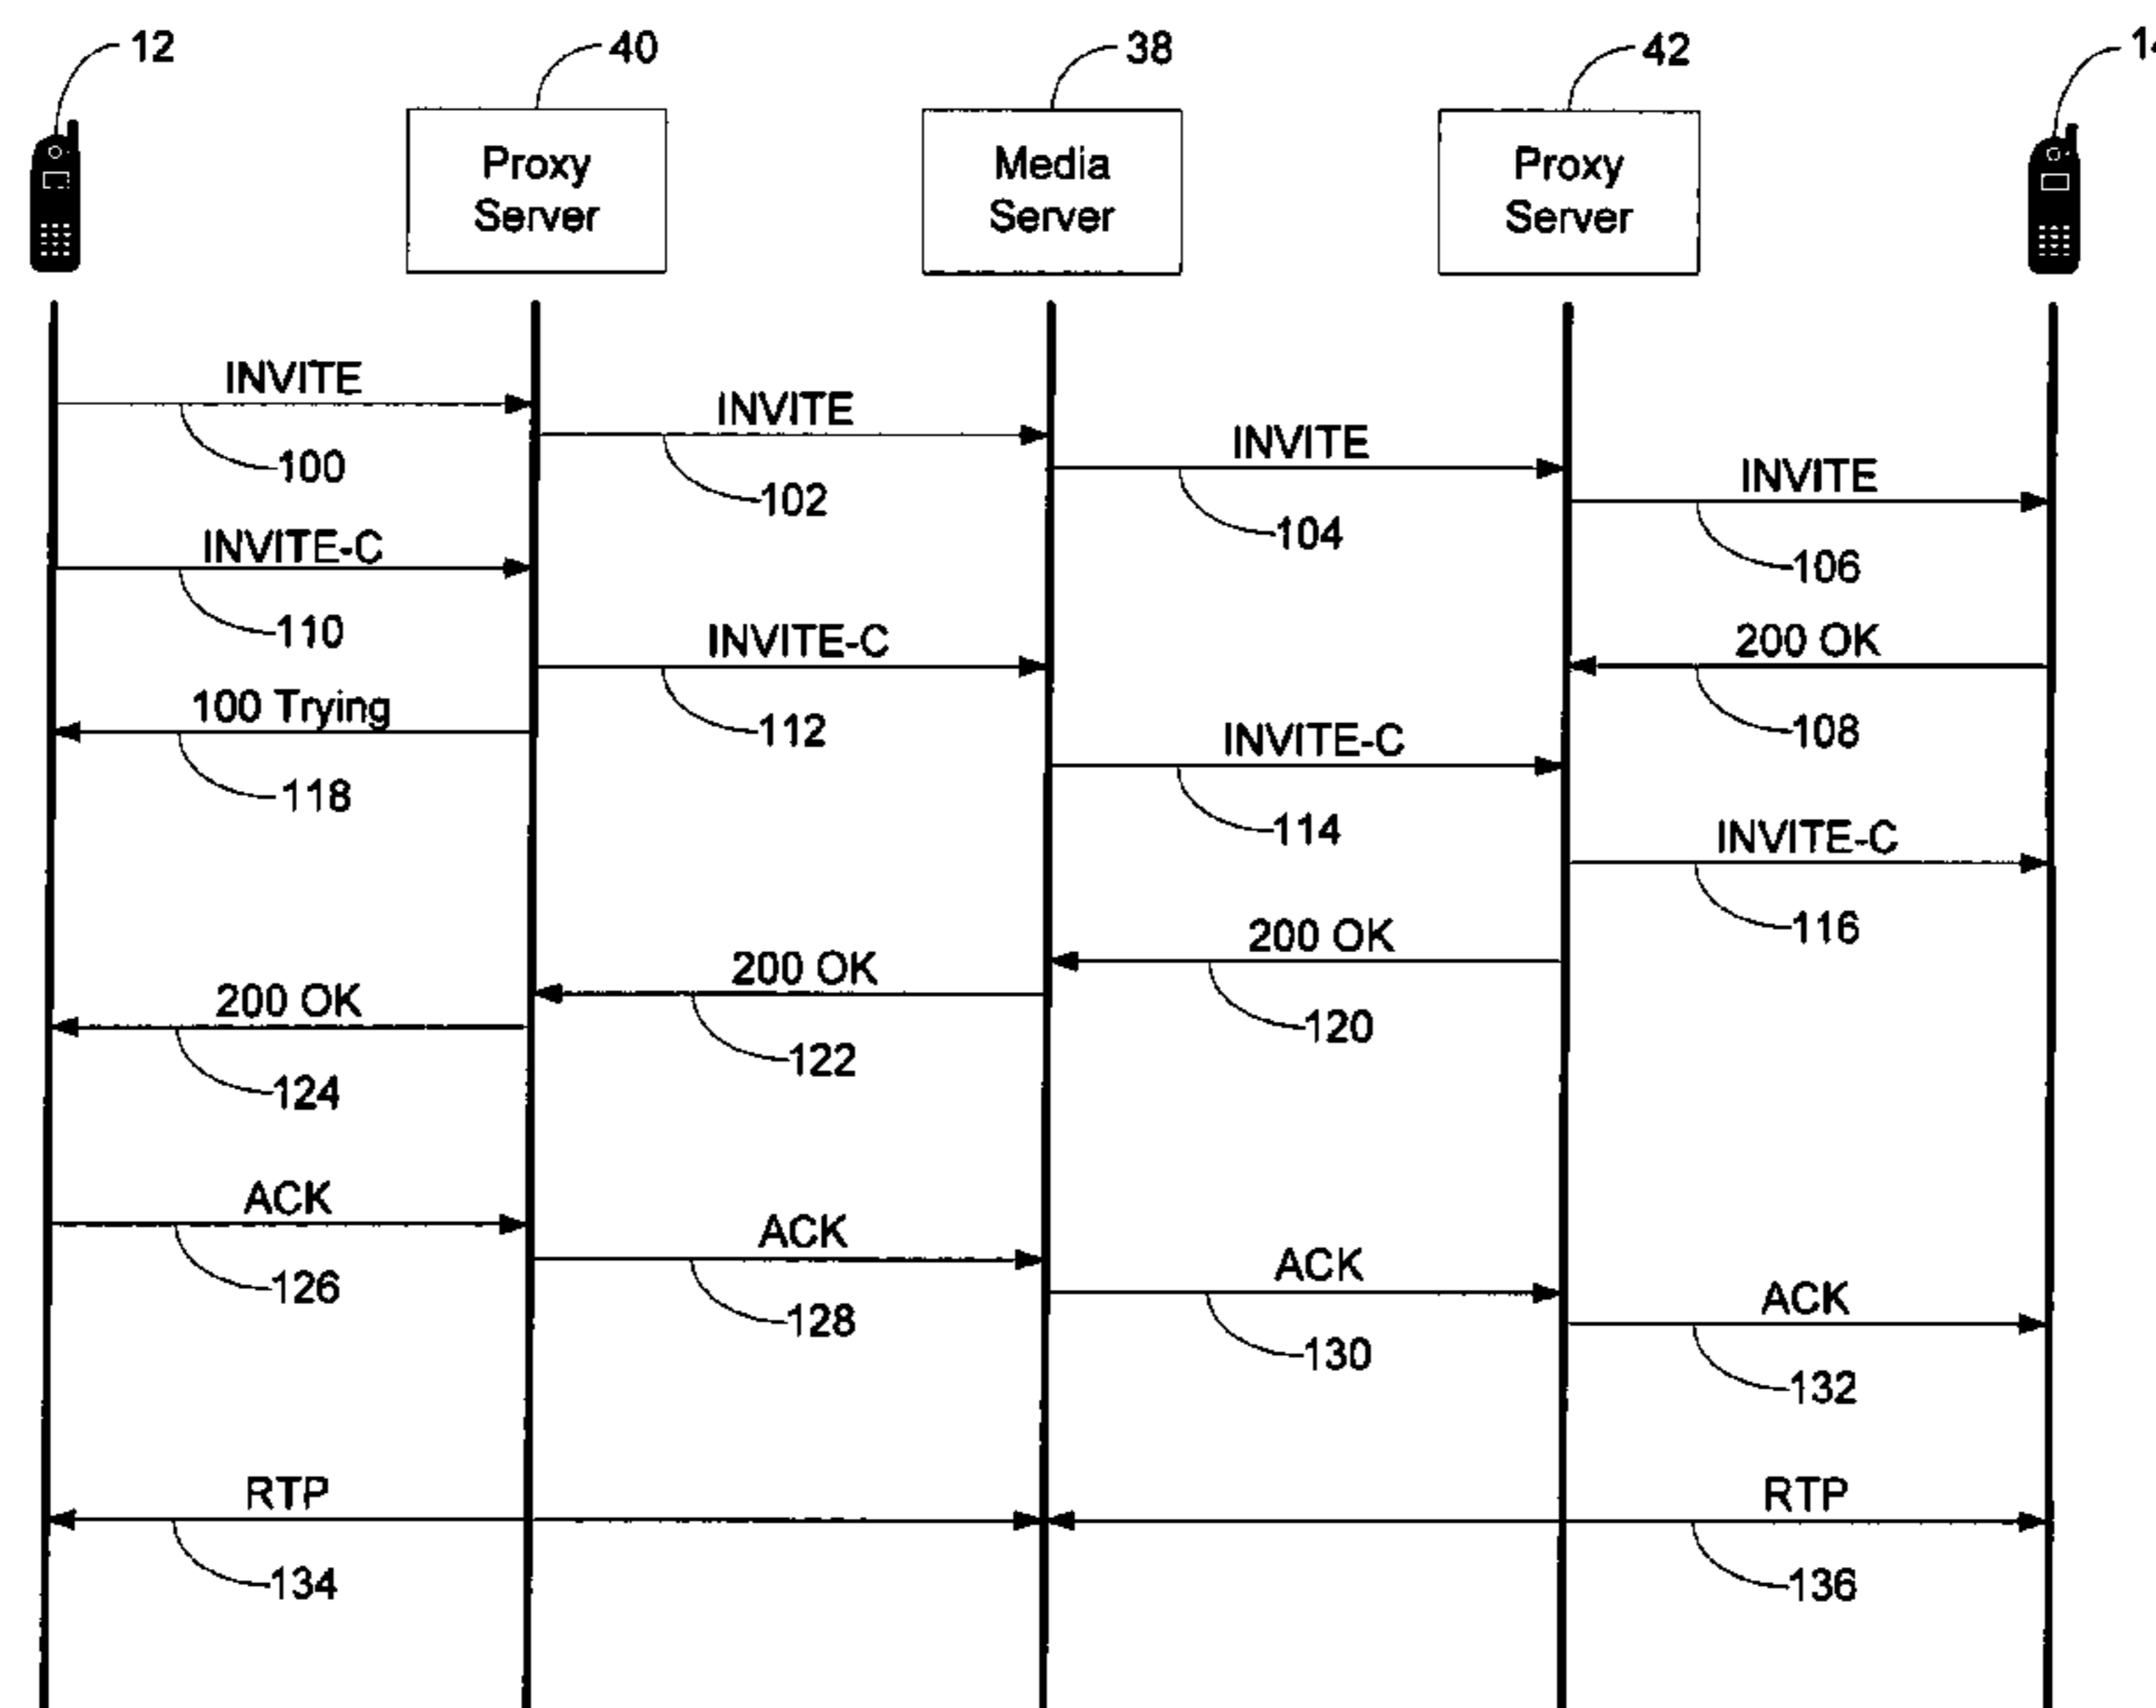 12
40
38
42
Proxy
Server
Media
Server
Proxy
Server
INVITE
100
INVITE
102
INVITE
104
INVITE
106
INVITE-C
110
INVITE-C
112
200 OK
108
100 Trying
118
INVITE-C
114
INVITE-C
116
200 OK
120
200 OK
122
200 OK
124
ACK
126
ACK
128
ACK
130
ACK
132
RTP
134
RTP
136